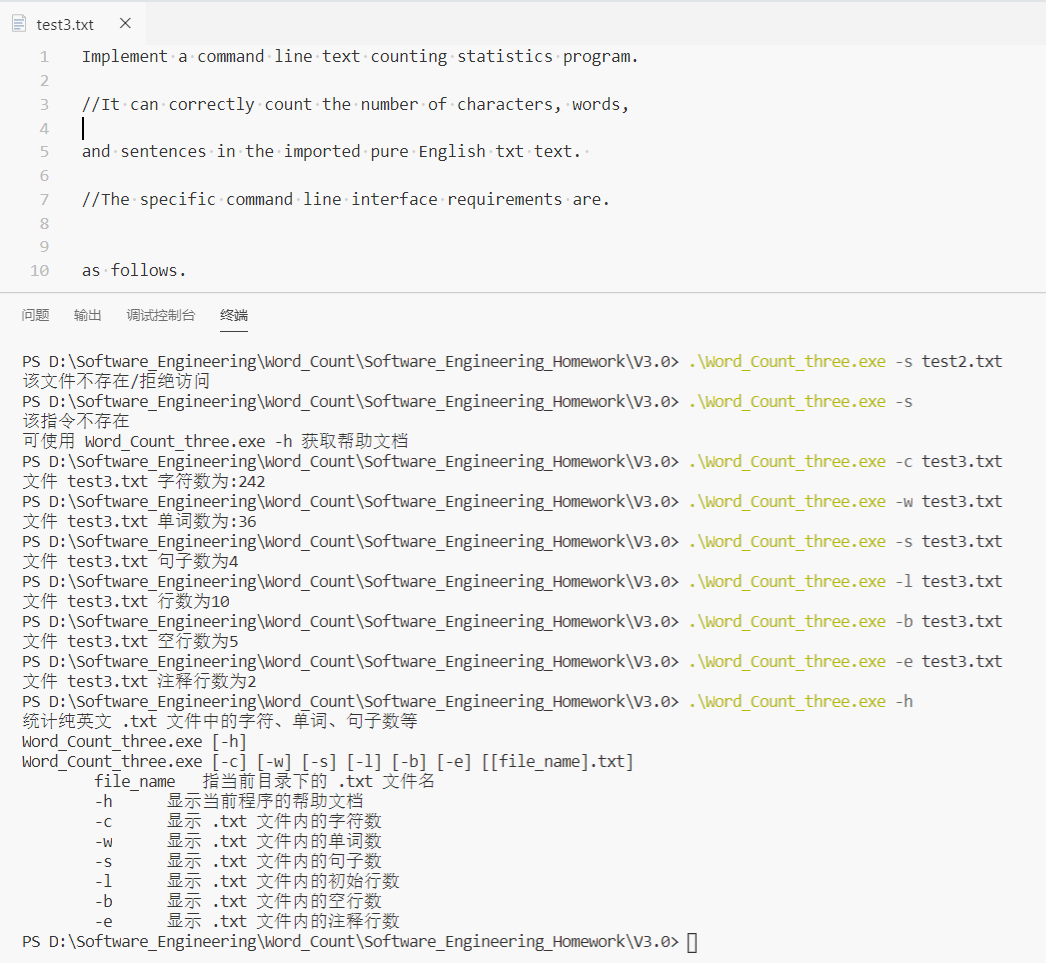 test3.txt
1 Implement a command line text counting statistics program.
2
3 //It can correctly count the number of characters, words,
4
5 and sentences in the imported pure English txt text.
6
7 //The specific command line interface requirements are.
8
9
10 as follows.
问题 输出 调试控制台 终端
PS D:\Software_Engineering\Word_Count\Software_Engineering_Homework\V3.0> .\Word_Count_three.exe -s test2.txt
该文件不存在/拒绝访问
PS D:\Software_Engineering\Word_Count\Software_Engineering_Homework\V3.0> .\Word_Count_three.exe -s
该指令不存在
可使用 Word_Count_three.exe -h 获取帮助文档
PS D:\Software_Engineering\Word_Count\Software_Engineering_Homework\V3.0> .\Word_Count_three.exe -c test3.txt
文件 test3.txt 字符数为:242
PS D:\Software_Engineering\Word_Count\Software_Engineering_Homework\V3.0> .\Word_Count_three.exe -w test3.txt
文件 test3.txt 单词数为:36
PS D:\Software_Engineering\Word_Count\Software_Engineering_Homework\V3.0> .\Word_Count_three.exe -s test3.txt
文件 test3.txt 句子数为4
PS D:\Software_Engineering\Word_Count\Software_Engineering_Homework\V3.0> .\Word_Count_three.exe -l test3.txt
文件 test3.txt 行数为10
PS D:\Software_Engineering\Word_Count\Software_Engineering_Homework\V3.0> .\Word_Count_three.exe -b test3.txt
文件 test3.txt 空行数为5
PS D:\Software_Engineering\Word_Count\Software_Engineering_Homework\V3.0> .\Word_Count_three.exe -e test3.txt
文件 test3.txt 注释行数为2
PS D:\Software_Engineering\Word_Count\Software_Engineering_Homework\V3.0> .\Word_Count_three.exe -h
统计纯英文 .txt 文件中的字符、单词、句子数等
Word_Count_three.exe [-h]
Word_Count_three.exe [-c] [-w] [-s] [-l] [-b] [-e] [[file_name].txt]
file_name 指当前目录下的 .txt 文件名
-h 显示当前程序的帮助文档
-c 显示 .txt 文件内的字符数
-w 显示 .txt 文件内的单词数
-s 显示 .txt 文件内的句子数
-l 显示 .txt 文件内的初始行数
-b 显示 .txt 文件内的空行数
-e 显示 .txt 文件内的注释行数
PS D:\Software_Engineering\Word_Count\Software_Engineering_Homework\V3.0>